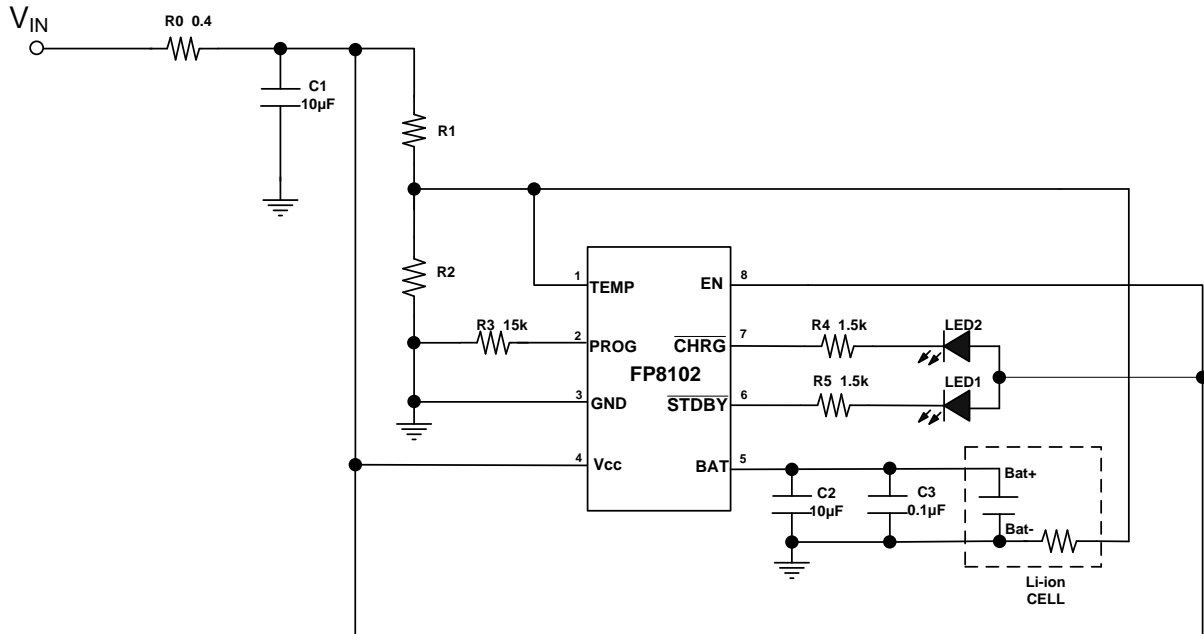 VIN
R0 0.4
C1
10µF
R1
R2
R3 15k
1
TEMP
2
PROG
3
GND
4
Vcc
FP8102
8
EN
7
CHRG
6
STDBY
5
BAT
R4 1.5k
LED2
R5 1.5k
LED1
C2
10µF
C3
0.1µF
Bat+
Bat-
Li-ion
CELL